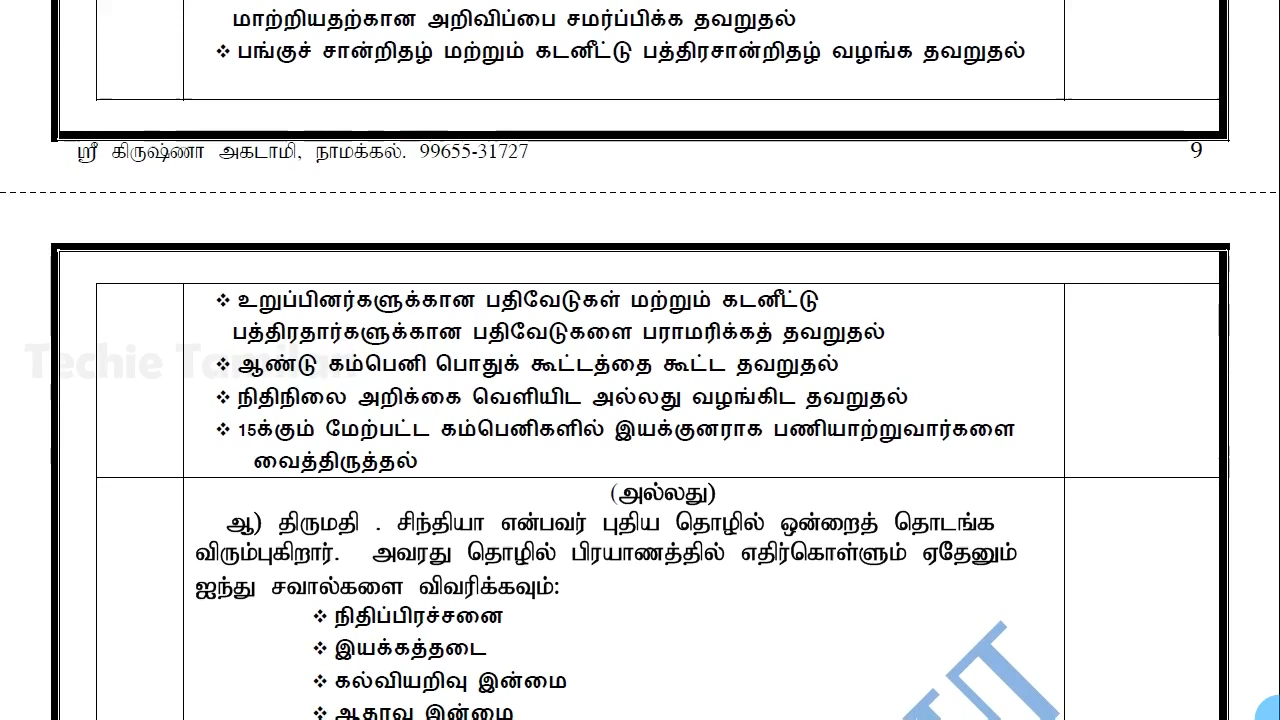 மாற்றியதற்கான அறிவிப்பை சமர்ப்பிக்க தவறுதல்
❖ பங்குச் சான்றிதழ் மற்றும் கடனீட்டு பத்திரசான்றிதழ் வழங்க தவறுதல்
ஸ்ரீ கிருஷ்ணா அகடாமி, நாமக்கல். 99655-31727 9
❖ உறுப்பினர்களுக்கான பதிவேடுகள் மற்றும் கடனீட்டு
பத்திரதார்களுக்கான பதிவேடுகளை பராமரிக்கத் தவறுதல்
Techie Tamilan
❖ ஆண்டு கம்பெனி பொதுக் கூட்டத்தை கூட்ட தவறுதல்
❖ நிதிநிலை அறிக்கை வெளியிட அல்லது வழங்கிட தவறுதல்
❖ 15க்கும் மேற்பட்ட கம்பெனிகளில் இயக்குனராக பணியாற்றுவார்களை
வைத்திருத்தல்
(அல்லது)
ஆ) திருமதி . சிந்தியா என்பவர் புதிய தொழில் ஒன்றைத் தொடங்க
விரும்புகிறார். அவரது தொழில் பிரயாணத்தில் எதிர்கொள்ளும் ஏதேனும்
ஐந்து சவால்களை விவரிக்கவும்:
❖ நிதிப்பிரச்சனை
❖ இயக்கத்தடை
❖ கல்வியறிவு இன்மை
❖ ஆதரவு இன்மை